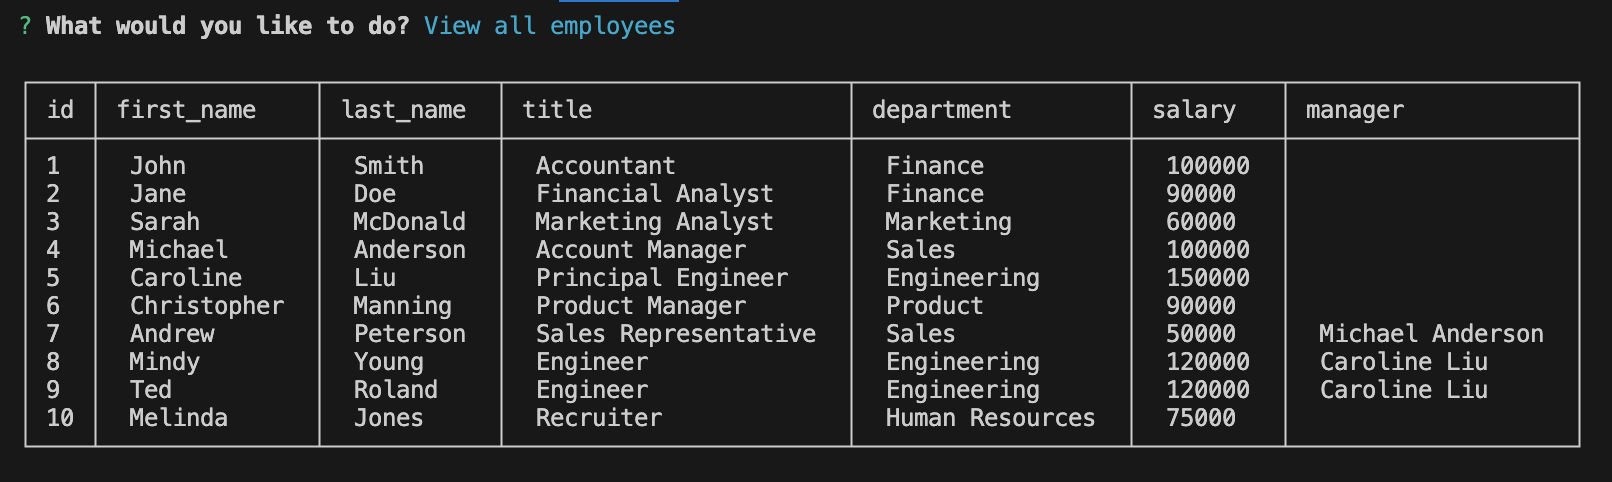 ? What would you like to do? View all employees
id first_name last_name title department salary manager
1 John Smith Accountant Finance 100000
2 Jane Doe Financial Analyst Finance 90000
3 Sarah McDonald Marketing Analyst Marketing 60000
4 Michael Anderson Account Manager Sales 100000
5 Caroline Liu Principal Engineer Engineering 150000
6 Christopher Manning Product Manager Product 90000
7 Andrew Peterson Sales Representative Sales 50000 Michael Anderson
8 Mindy Young Engineer Engineering 120000 Caroline Liu
9 Ted Roland Engineer Engineering 120000 Caroline Liu
10 Melinda Jones Recruiter Human Resources 75000